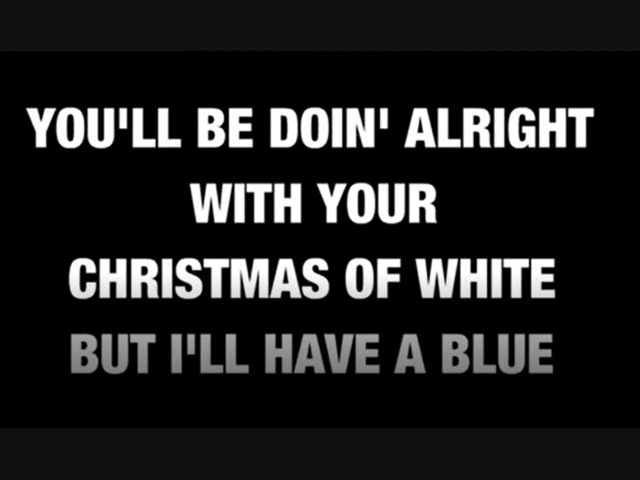 YOU'LL BE DOIN' ALRIGHT
WITH YOUR
CHRISTMAS OF WHITE
BUT I'LL HAVE A BLUE